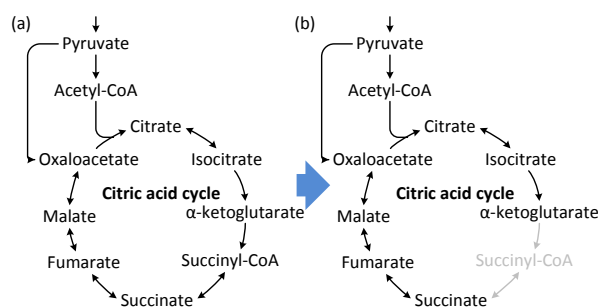 (a)
Pyruvate
Acetyl-CoA
Citrate
Oxaloacetate
Isocitrate
Citric acid cycle
Malate
α-ketoglutarate
Fumarate
Succinyl-CoA
Succinate
(b)
Pyruvate
Acetyl-CoA
Citrate
Oxaloacetate
Isocitrate
Citric acid cycle
Malate
α-ketoglutarate
Fumarate
Succinyl-CoA
Succinate